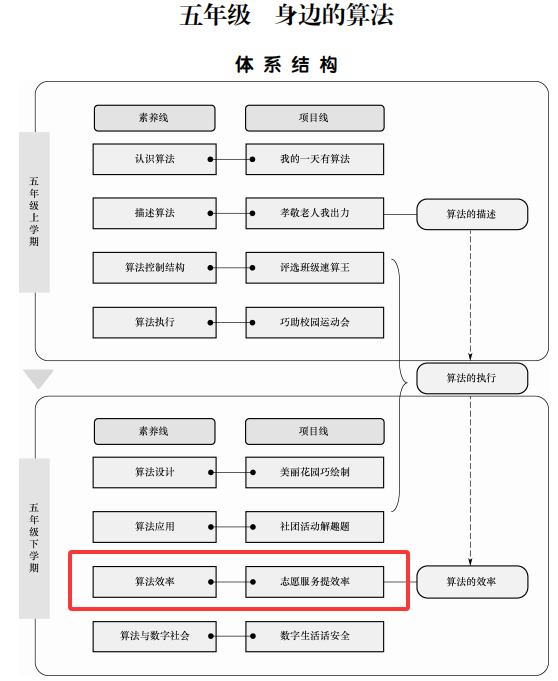 五年级 身边的算法
体系结构
素养线 项目线
认识算法 我的一天有算法
描述算法 孝敬老人我出力 算法的描述
五年级上学期
算法控制结构 评选班级速算王
算法执行 巧助校园运动会
算法的执行
素养线 项目线
算法设计 美丽花园巧绘制
算法应用 社团活动解趣题
五年级下学期
算法效率 志愿服务提效率 算法的效率
算法与数字社会 数字生活话安全